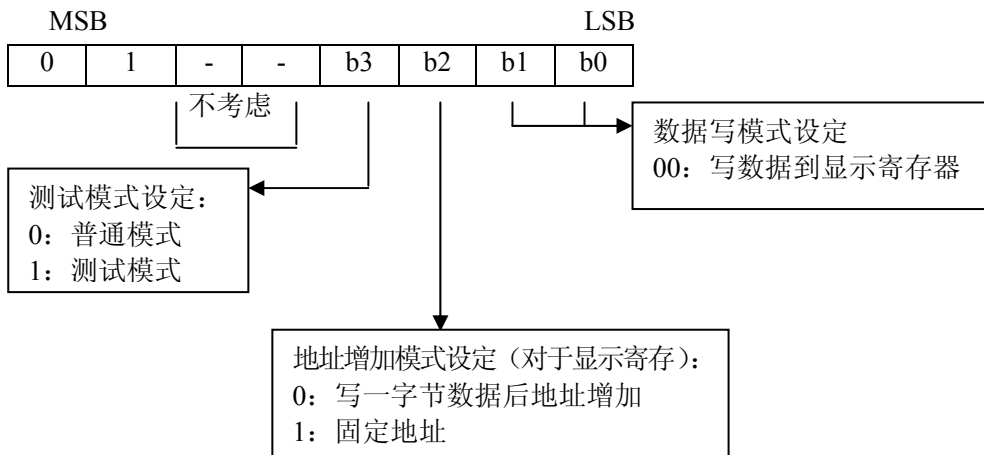 MSB LSB
0 1 - - b3 b2 b1 b0
不考虑
数据写模式设定
00：写数据到显示寄存器
测试模式设定：
0：普通模式
1：测试模式
地址增加模式设定（对于显示寄存）：
0：写一字节数据后地址增加
1：固定地址